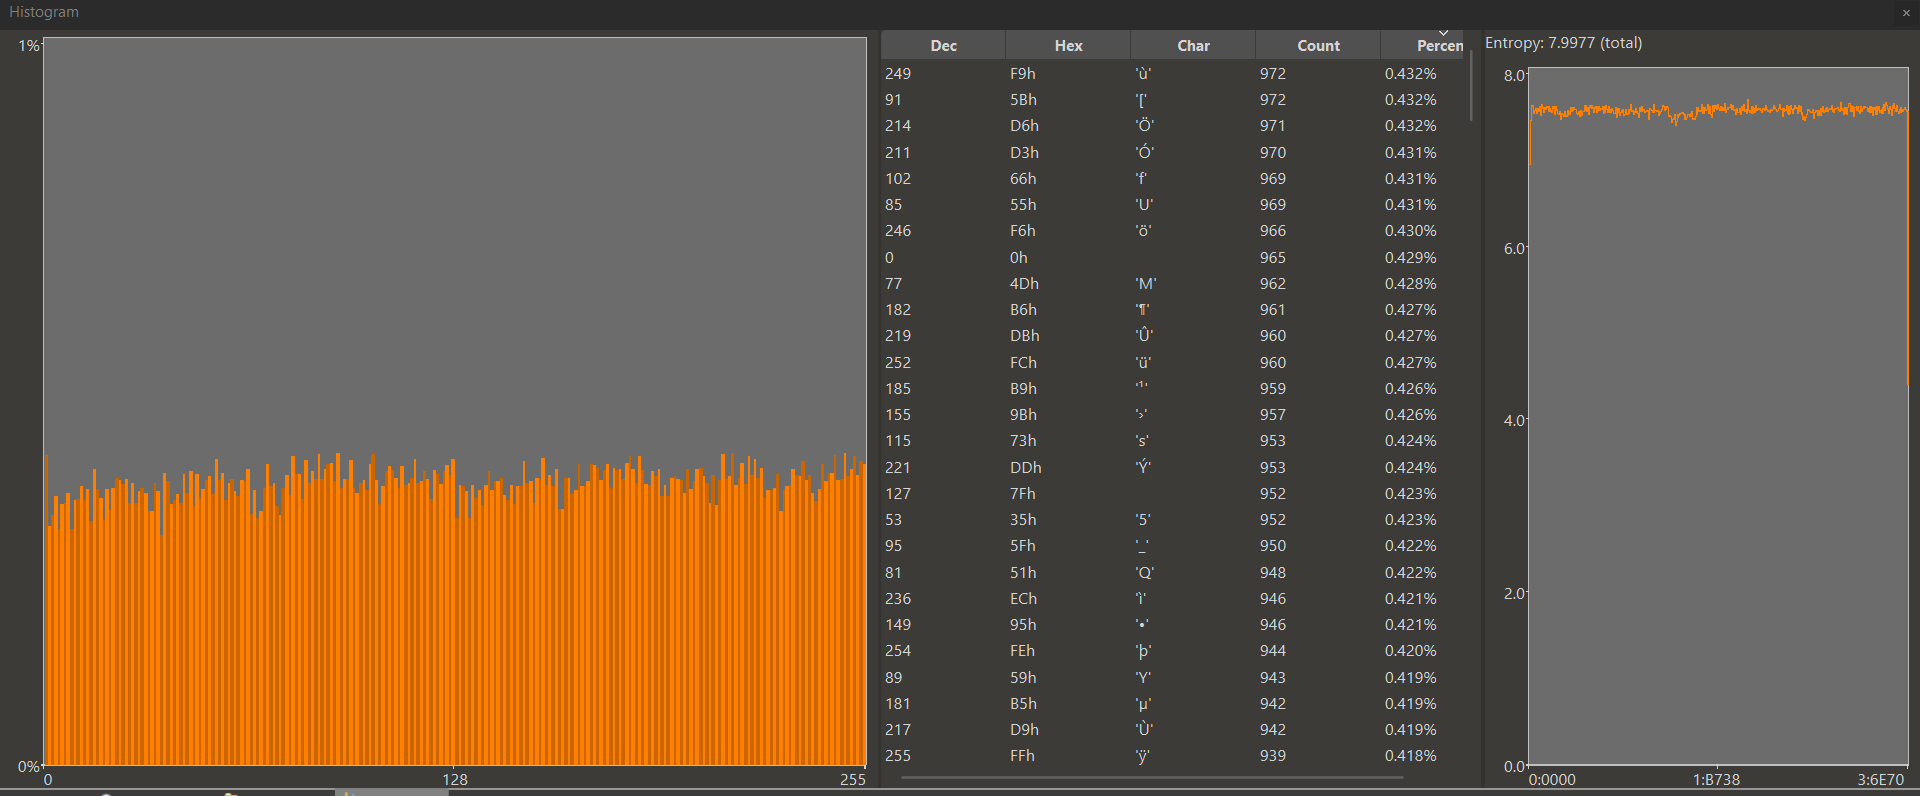 Histogram ×
1%
0%
0 128 255
Dec Hex Char Count Percen
249 F9h 'ù' 972 0.432%
91 5Bh '[' 972 0.432%
214 D6h 'Ö' 971 0.432%
211 D3h 'Ó' 970 0.431%
102 66h 'f' 969 0.431%
85 55h 'U' 969 0.431%
246 F6h 'ö' 966 0.430%
0 0h 965 0.429%
77 4Dh 'M' 962 0.428%
182 B6h '¶' 961 0.427%
219 DBh 'Û' 960 0.427%
252 FCh 'ü' 960 0.427%
185 B9h '¹' 959 0.426%
155 9Bh '›' 957 0.426%
115 73h 's' 953 0.424%
221 DDh 'Ý' 953 0.424%
127 7Fh 952 0.423%
53 35h '5' 952 0.423%
95 5Fh '_' 950 0.422%
81 51h 'Q' 948 0.422%
236 ECh 'ì' 946 0.421%
149 95h '•' 946 0.421%
254 FEh 'þ' 944 0.420%
89 59h 'Y' 943 0.419%
181 B5h 'µ' 942 0.419%
217 D9h 'Ù' 942 0.419%
255 FFh 'ÿ' 939 0.418%
Entropy: 7.9977 (total)
8.0
6.0
4.0
2.0
0.0
0:0000 1:B738 3:6E70